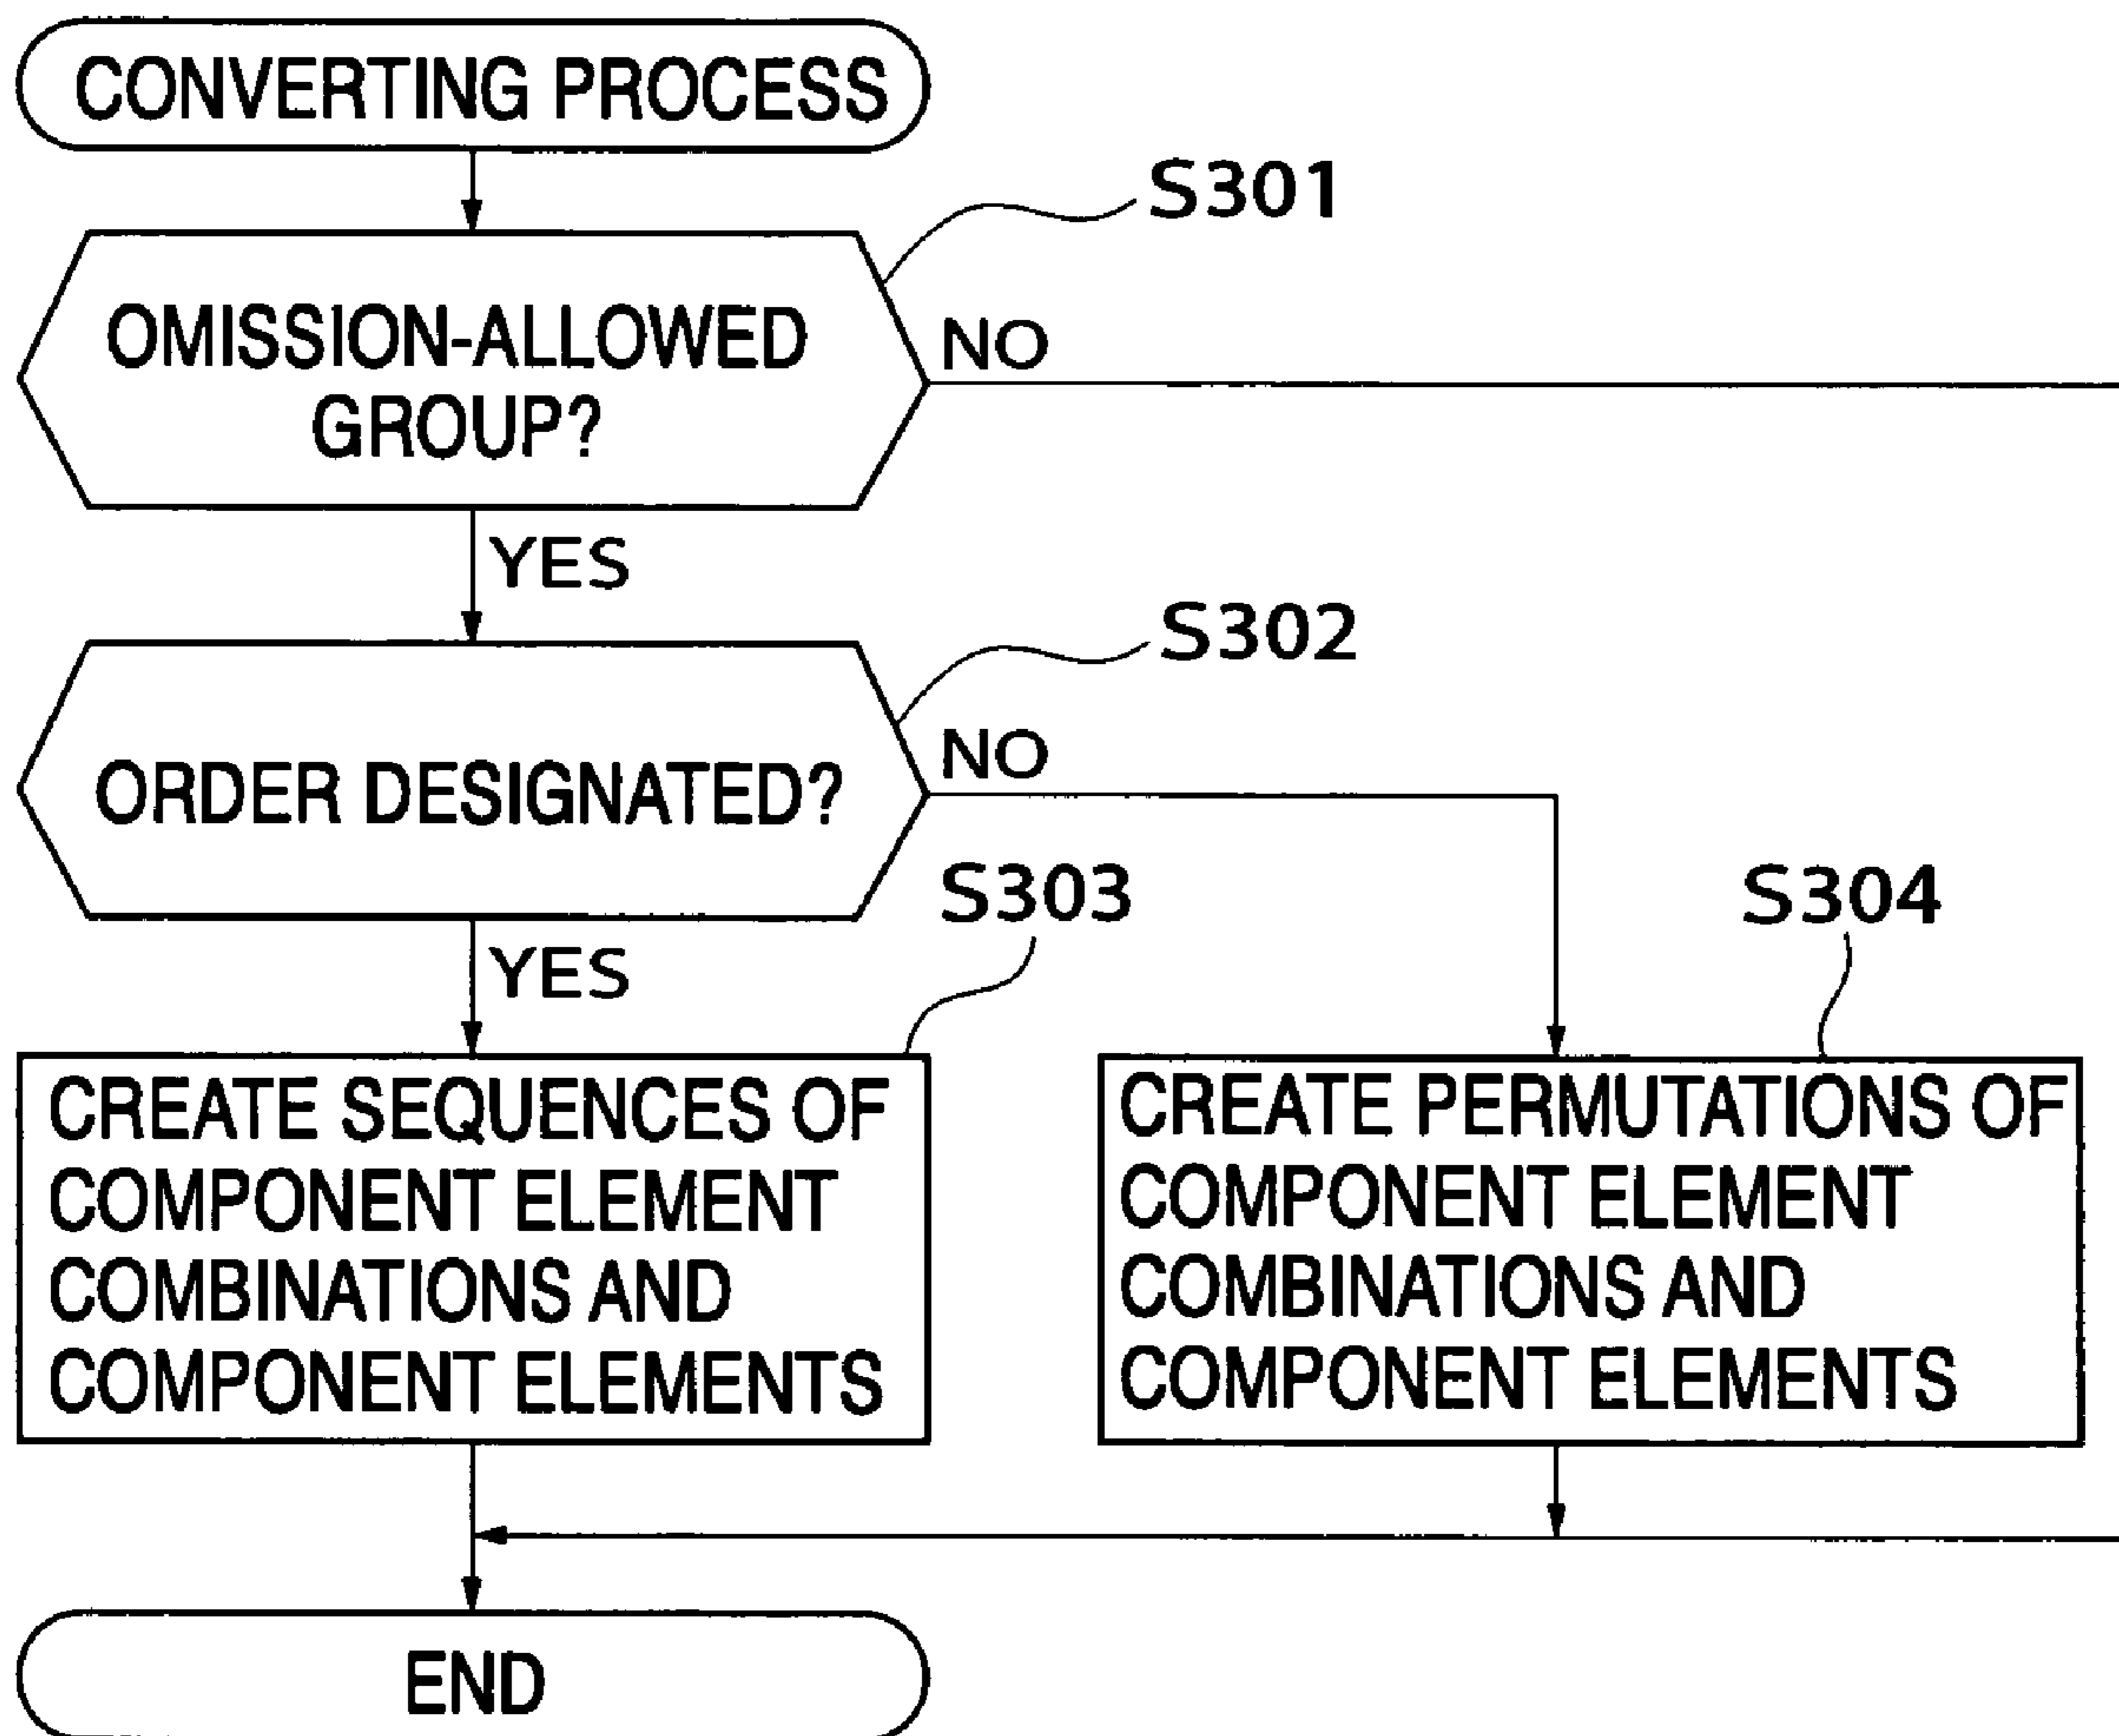 CONVERTING PROCESS
S301
OMISSION-ALLOWED
GROUP?
NO
YES
S302
ORDER DESIGNATED?
NO
YES
S303
S304
CREATE SEQUENCES OF
COMPONENT ELEMENT
COMBINATIONS AND
COMPONENT ELEMENTS
CREATE PERMUTATIONS OF
COMPONENT ELEMENT
COMBINATIONS AND
COMPONENT ELEMENTS
END